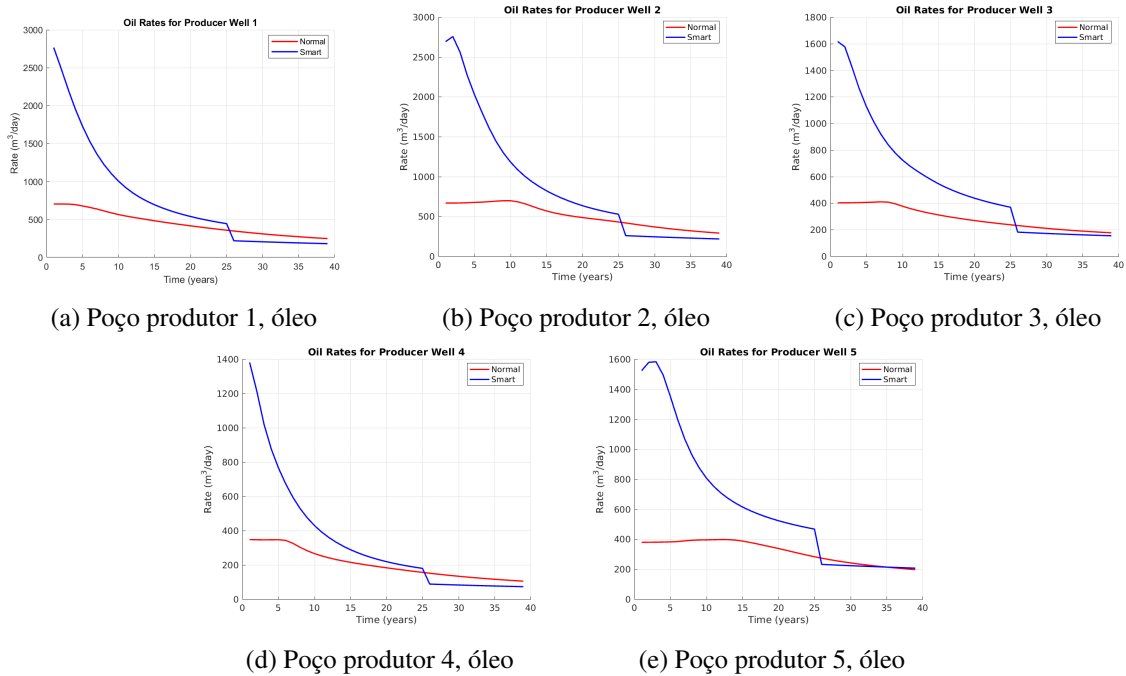 Oil Rates for Producer Well 1
3000
2500
2000
1500
1000
500
0
Rate (m³/day)
0 5 10 15 20 25 30 35 40
Time (years)
Normal
Smart
(a) Poço produtor 1, óleo
Oil Rates for Producer Well 2
3000
2500
2000
1500
1000
500
0
Rate (m³/day)
0 5 10 15 20 25 30 35 40
Time (years)
Normal
Smart
(b) Poço produtor 2, óleo
Oil Rates for Producer Well 3
1800
1600
1400
1200
1000
800
600
400
200
0
Rate (m³/day)
0 5 10 15 20 25 30 35 40
Time (years)
Normal
Smart
(c) Poço produtor 3, óleo
Oil Rates for Producer Well 4
1400
1200
1000
800
600
400
200
0
Rate (m³/day)
0 5 10 15 20 25 30 35 40
Time (years)
Normal
Smart
(d) Poço produtor 4, óleo
Oil Rates for Producer Well 5
1600
1400
1200
1000
800
600
400
200
0
Rate (m³/day)
0 5 10 15 20 25 30 35 40
Time (years)
Normal
Smart
(e) Poço produtor 5, óleo